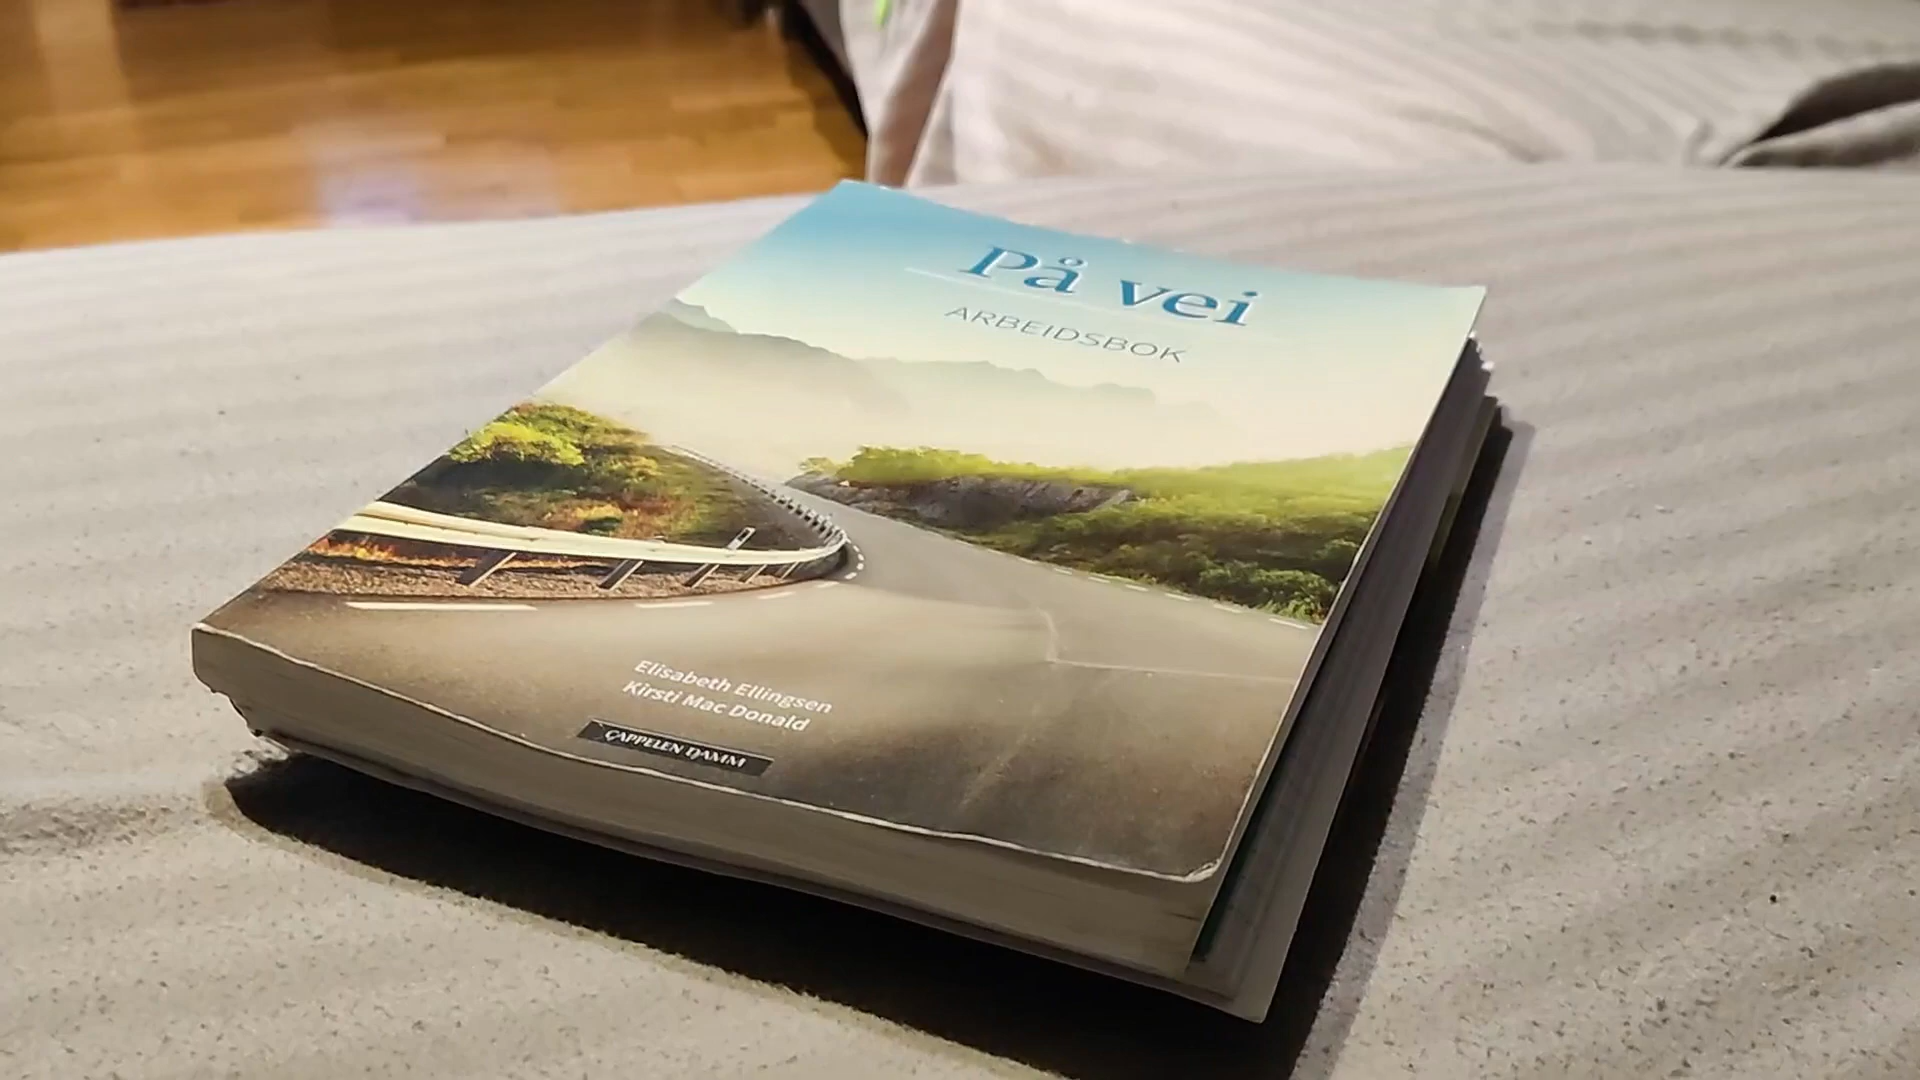 På vei
ARBEIDSBOK
Elisabeth Ellingsen
Kirsti Mac Donald
CAPPELEN DAMM